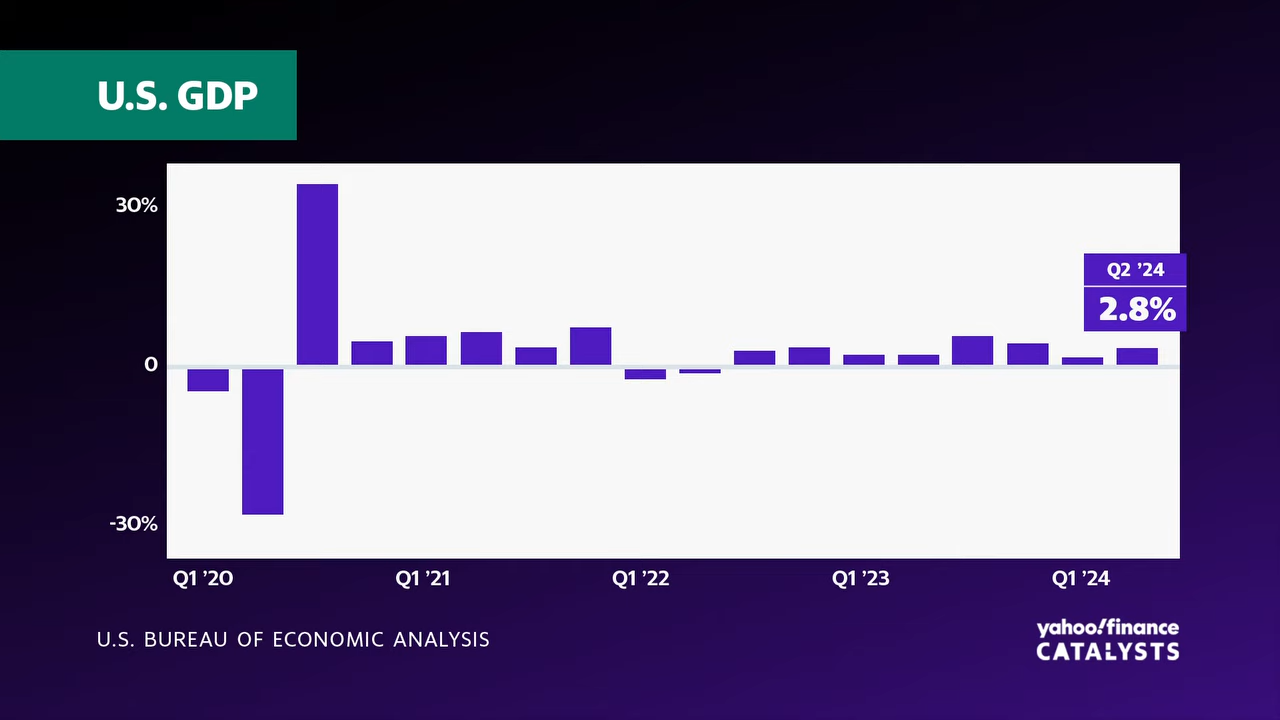 U.S. GDP
30%
0
-30%
Q2 ’24
2.8%
Q1 ’20 Q1 ’21 Q1 ’22 Q1 ’23 Q1 ’24
U.S. BUREAU OF ECONOMIC ANALYSIS
yahoo!finance
CATALYSTS